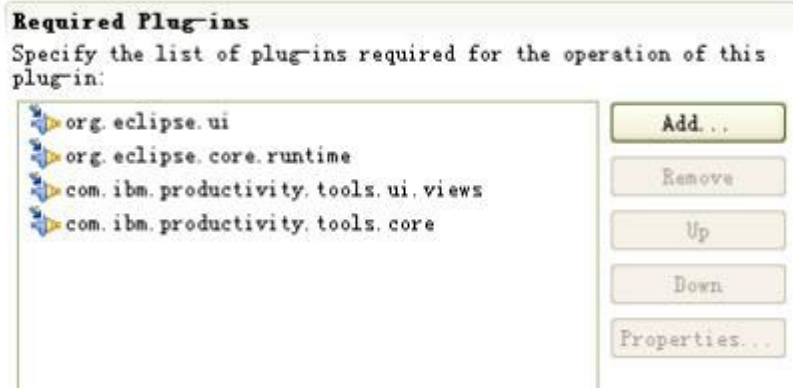 Required Plug-ins
Specify the list of plug-ins required for the operation of this
plug-in:
org.eclipse.ui
org.eclipse.core.runtime
com.ibm.productivity.tools.ui.views
com.ibm.productivity.tools.core
Add...
Remove
Up
Down
Properties...